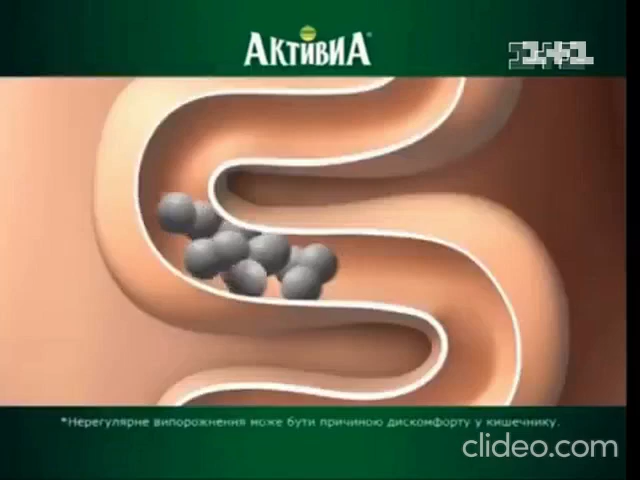 АКТИВИА®
1+1
*Нерегулярне випорожнення може бути причиною дискомфорту у кишечнику.
clideo.com